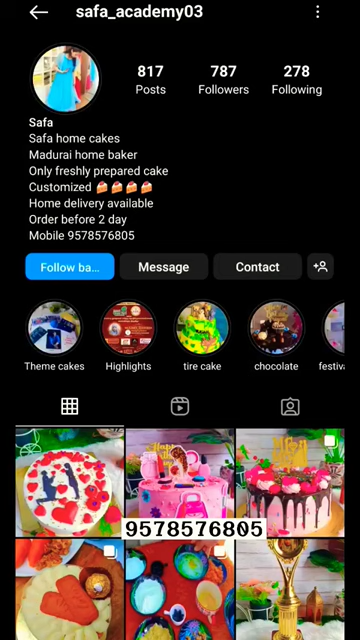 safa_academy03
817 787 278
Posts Followers Following
Safa
Safa home cakes
Madurai home baker
Only freshly prepared cake
Customized 🍰 🍰 🍰 🍰
Home delivery available
Order before 2 day
Mobile 9578576805
Follow ba... Message Contact
Theme cakes Highlights tire cake chocolate festiva
9578576805